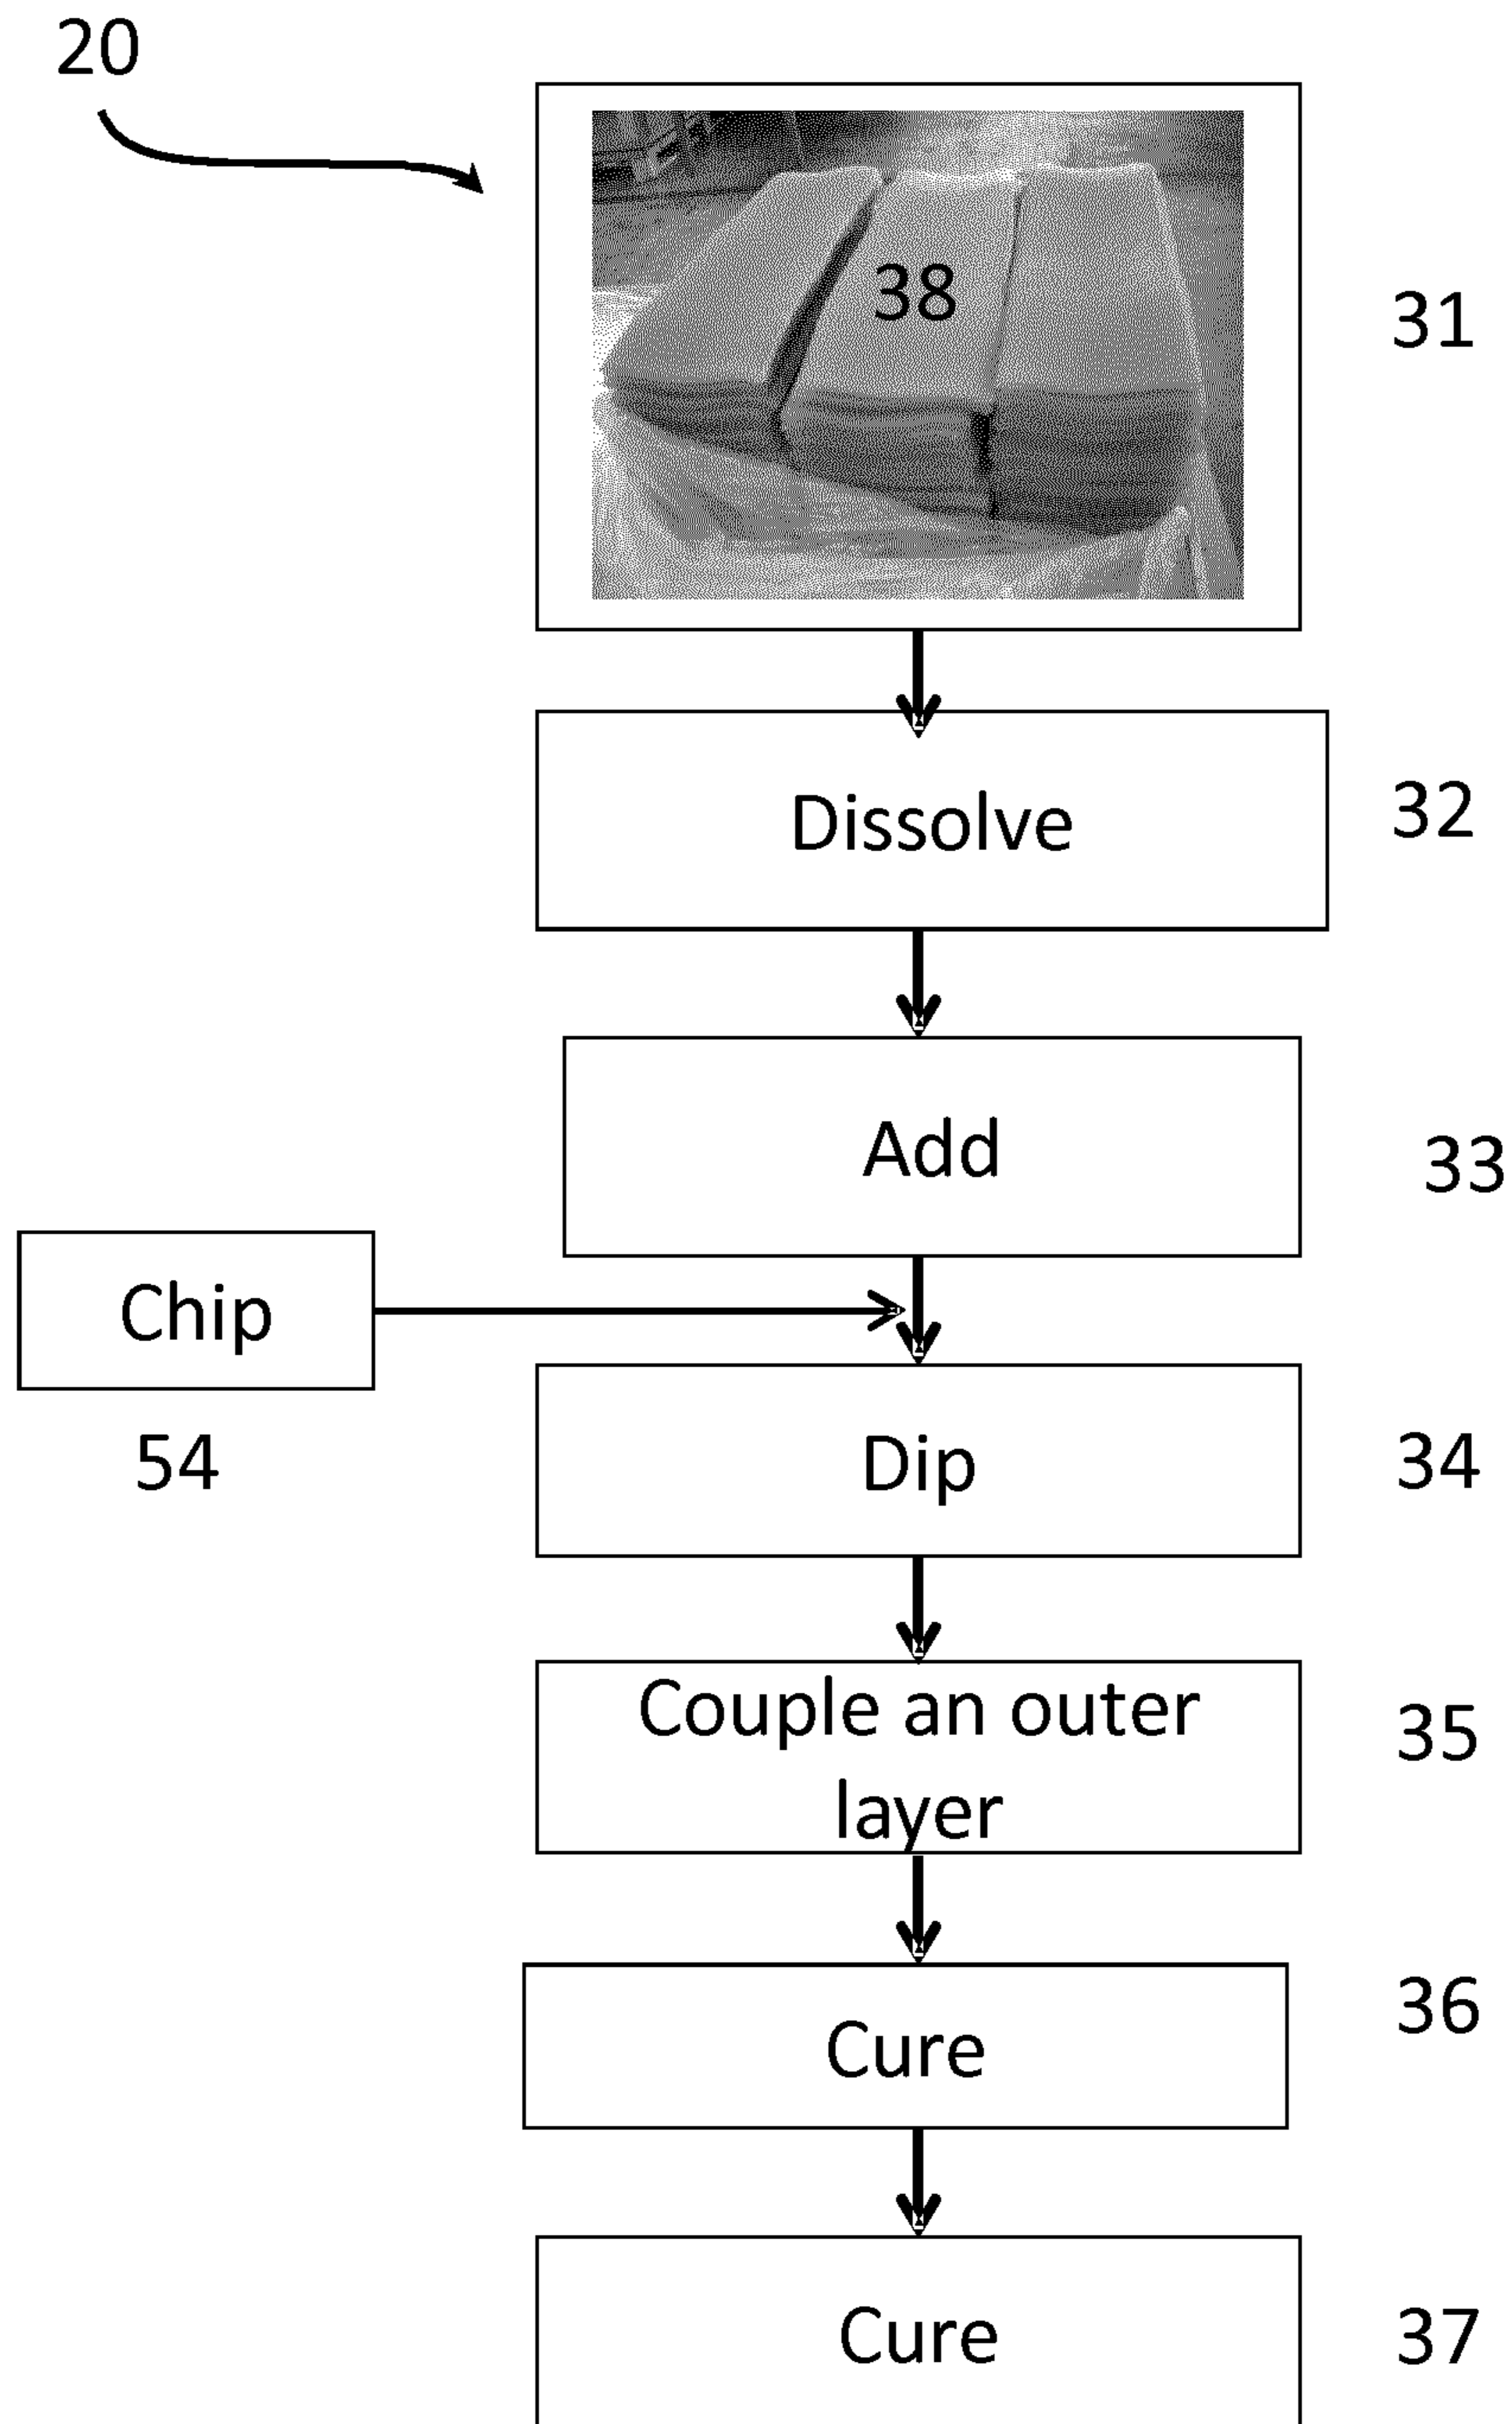 20
38
31
Dissolve
32
Add
33
Chip
54
Dip
34
Couple an outer
layer
35
Cure
36
Cure
37